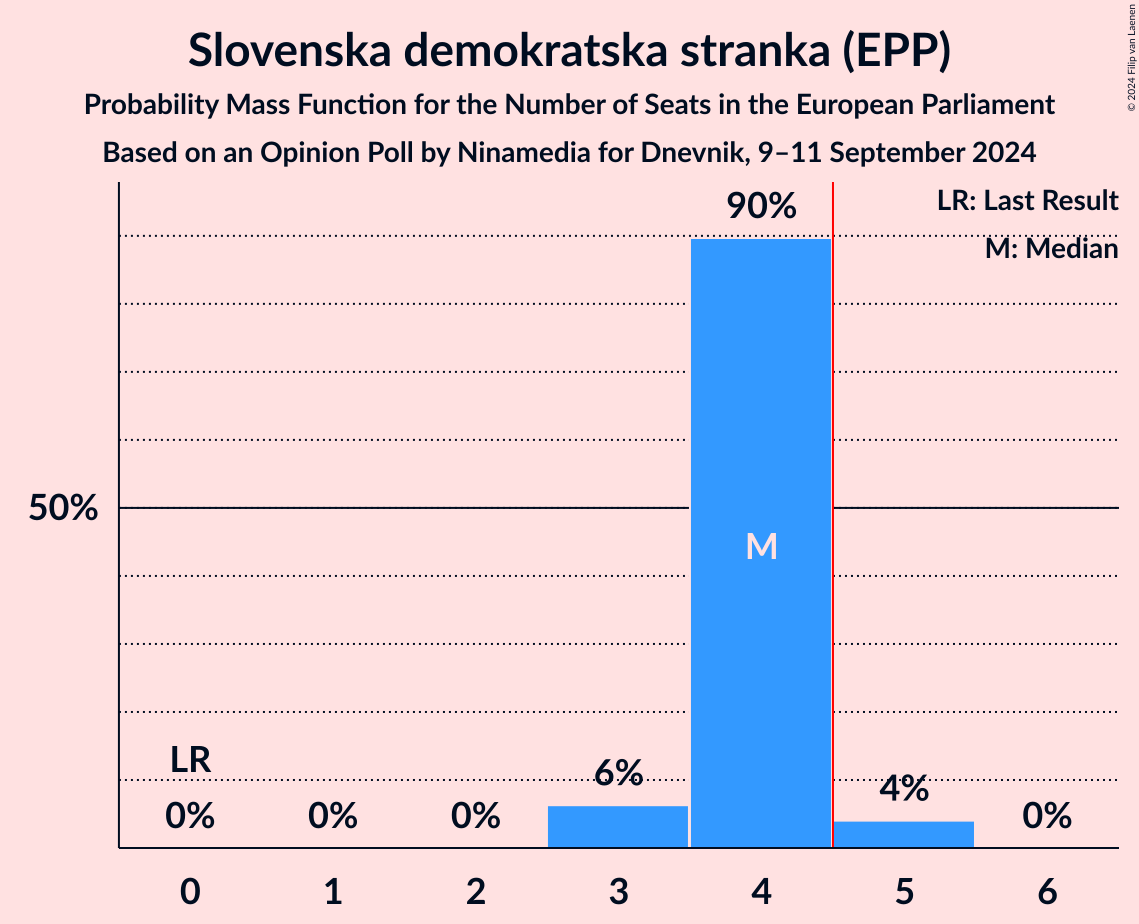 Slovenska demokratska stranka (EPP)
Probability Mass Function for the Number of Seats in the European Parliament
Based on an Opinion Poll by Ninamedia for Dnevnik, 9–11 September 2024
© 2024 Filip van Laenen
LR: Last Result
M: Median
90%
50%
M
LR
0%
0%
0%
6%
4%
0%
0
1
2
3
4
5
6